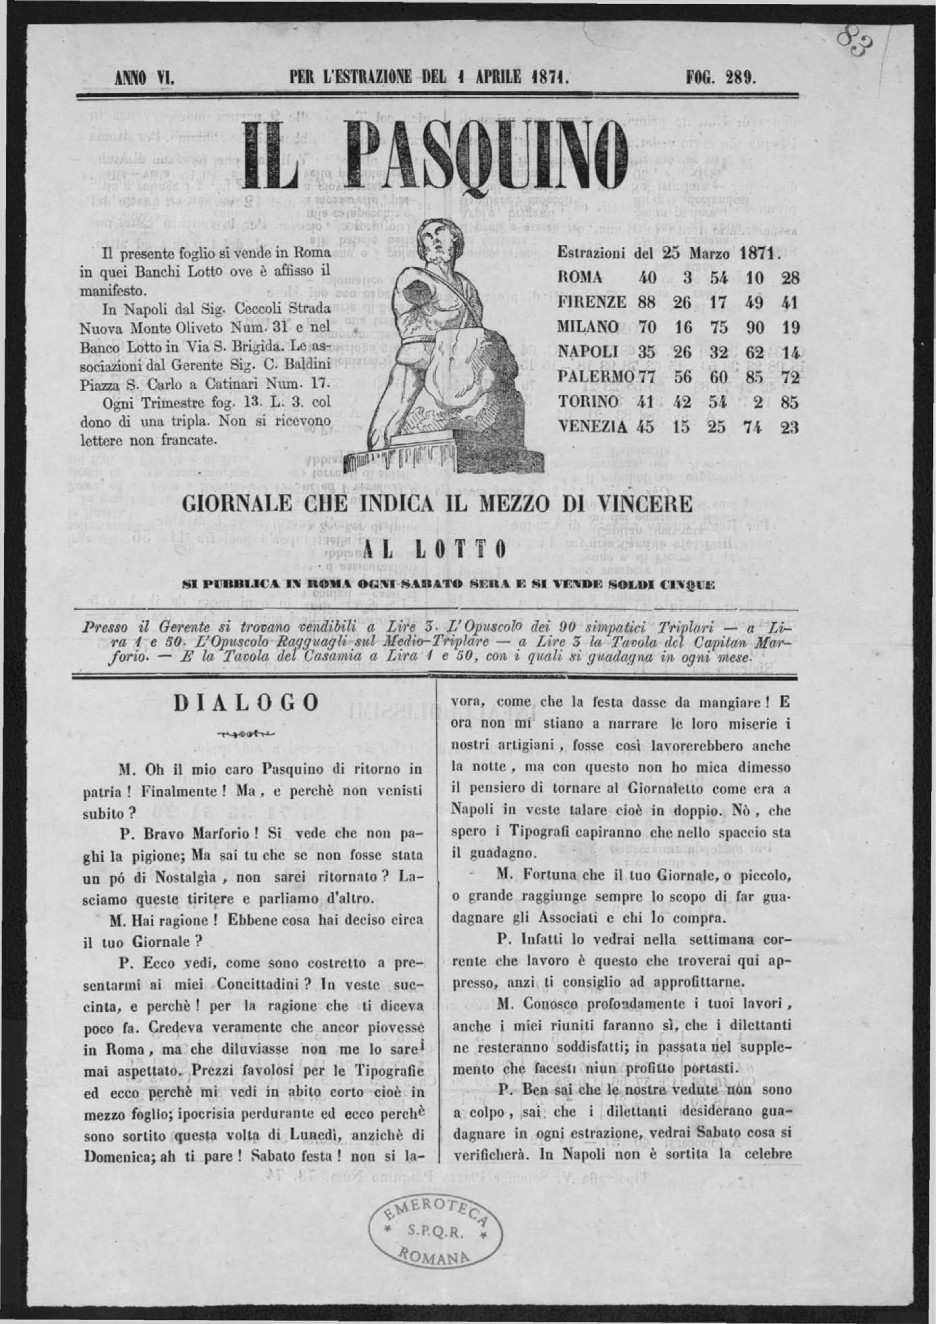 83
ANNO VI. PER L'ESTRAZIONE DEL 1 APRILE 1871. FOG. 289.
IL PASQUINO
Il presente foglio si vende in Roma
in quei Banchi Lotto ove è affisso il
manifesto.
In Napoli dal Sig. Ceccoli Strada
Nuova Monte Oliveto Num. 31 e nel
Banco Lotto in Via S. Brigida. Le as-
sociazioni dal Gerente Sig. C. Baldini
Piazza S. Carlo a Catinari Num. 17.
Ogni Trimestre fog. 13. L. 3. col
dono di una tripla. Non si ricevono
lettere non francate.
Estrazioni del 25 Marzo 1871.
ROMA 40 3 54 10 28
FIRENZE 88 26 17 49 41
MILANO 70 16 75 90 19
NAPOLI 35 26 32 62 14
PALERMO 77 56 60 85 72
TORINO 41 42 54 2 85
VENEZIA 45 15 25 74 23
GIORNALE CHE INDICA IL MEZZO DI VINCERE
AL LOTTO
SI PUBBLICA IN ROMA OGNI SABATO SERA E SI VENDE SOLDI CINQUE
Presso il Gerente si trovano vendibili a Lire 3. L'Opuscolo dei 90 simpatici Triplari — a Li-
ra 1 e 50. L'Opuscolo Ragguagli sul Medio-Triplare — a Lire 3 la Tavola del Capitan Mar-
forio. — E la Tavola del Casamia a Lira 1 e 50, con i quali si guadagna in ogni mese.
DIALOGO
M. Oh il mio caro Pasquino di ritorno in
patria ! Finalmente ! Ma , e perchè non venisti
subito ?
P. Bravo Marforio ! Si vede che non pa-
ghi la pigione; Ma sai tu che se non fosse stata
un pó di Nostalgia , non sarei ritornato ? La-
sciamo queste tiritere e parliamo d'altro.
M. Hai ragione ! Ebbene cosa hai deciso circa
il tuo Giornale ?
P. Ecco vedi, come sono costretto a pre-
sentarmi ai miei Concittadini ? In veste suc-
cinta, e perchè ! per la ragione che ti diceva
poco fa. Credeva veramente che ancor piovesse
in Roma , ma che diluviasse non me lo sarei
mai aspettato. Prezzi favolosi per le Tipografie
ed ecco perchè mi vedi in abito corto cioè in
mezzo foglio; ipocrisia perdurante ed ecco perchè
sono sortito questa volta di Lunedì, anzichè di
Domenica; ah ti pare ! Sabato festa ! non si la-
vora, come che la festa dasse da mangiare ! E
ora non mi stiano a narrare le loro miserie i
nostri artigiani , fosse così lavorerebbero anche
la notte , ma con questo non ho mica dimesso
il pensiero di tornare al Giornaletto come era a
Napoli in veste talare cioè in doppio. Nò , che
spero i Tipografi capiranno che nello spaccio sta
il guadagno.
M. Fortuna che il tuo Giornale, o piccolo,
o grande raggiunge sempre lo scopo di far gua-
dagnare gli Associati e chi lo compra.
P. Infatti lo vedrai nella settimana cor-
rente che lavoro è questo che troverai qui ap-
presso, anzi ti consiglio ad approfittarne.
M. Conosco profondamente i tuoi lavori ,
anche i miei riuniti faranno sì, che i dilettanti
ne resteranno soddisfatti; in passata nel supple-
mento che facesti niun profitto portasti.
P. Ben sai che le nostre vedute non sono
a colpo , sai che i dilettanti desiderano gua-
dagnare in ogni estrazione, vedrai Sabato cosa si
verificherà. In Napoli non è sortita la celebre
EMEROTECA
* S.P.Q.R. *
ROMANA